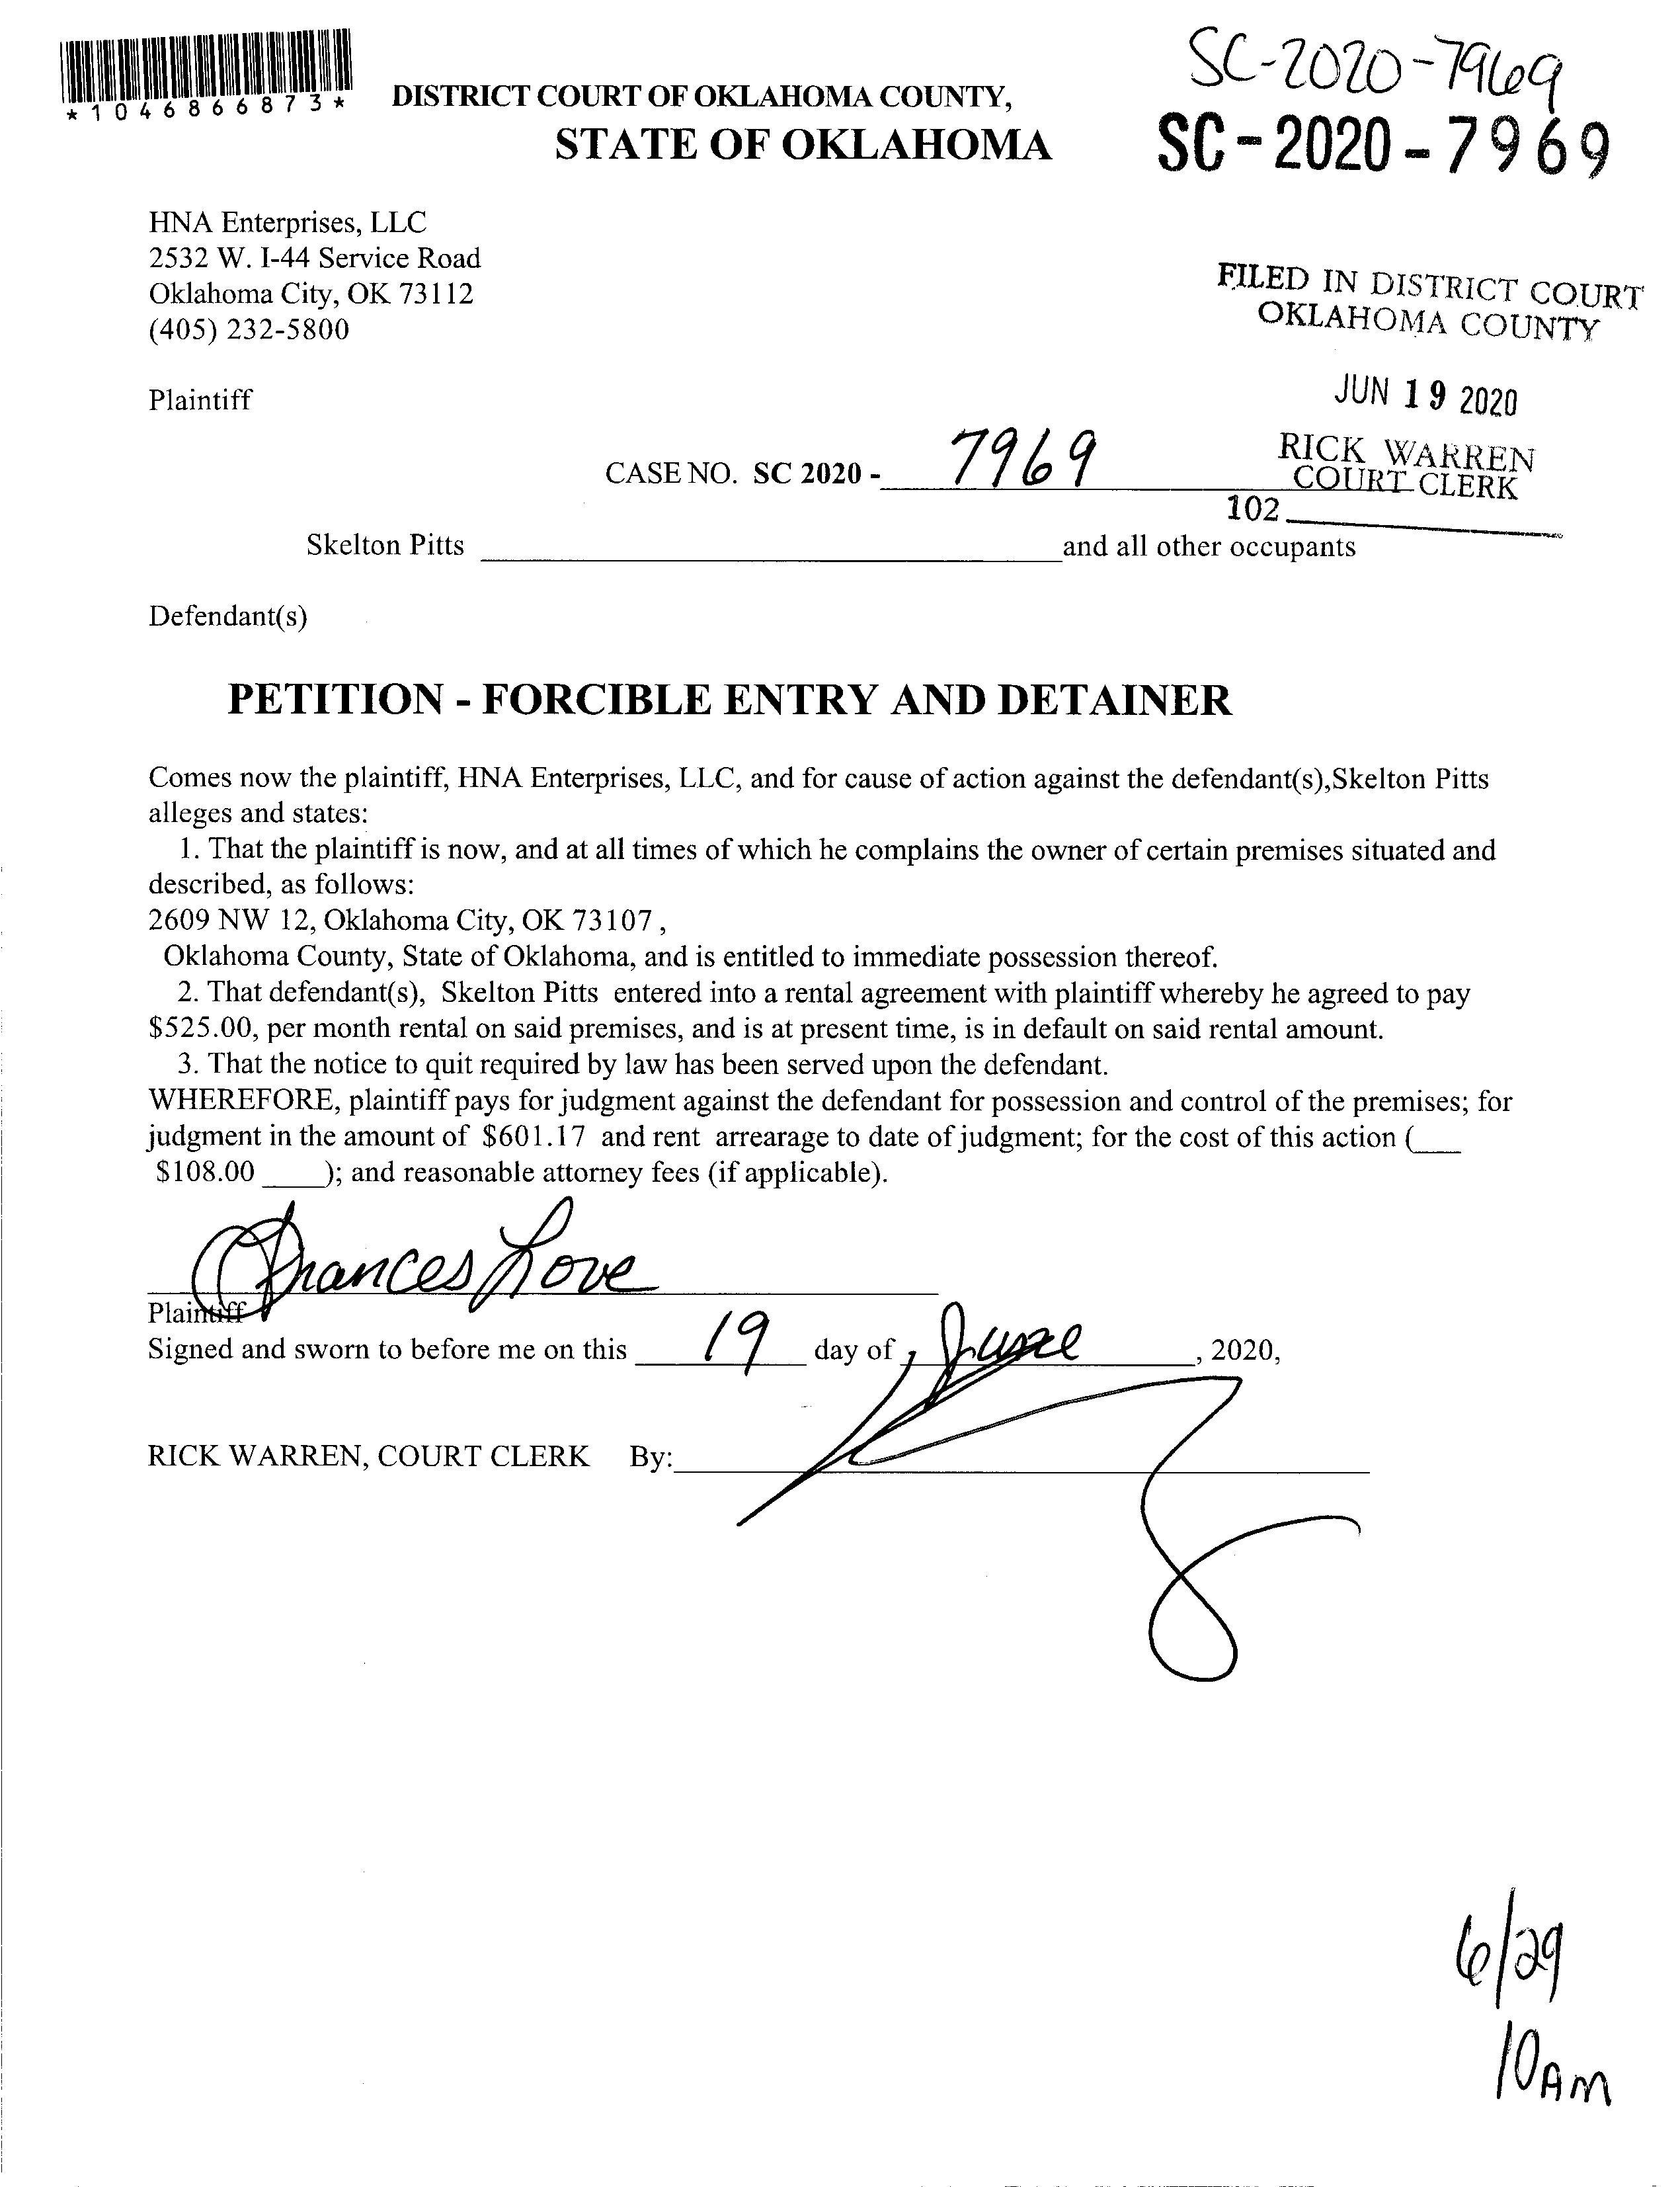 SC-2020-7969
*1046866873*
DISTRICT COURT OF OKLAHOMA COUNTY,
STATE OF OKLAHOMA
SC-2020-7969
HNA Enterprises, LLC
2532 W. I-44 Service Road
Oklahoma City, OK 73112
(405) 232-5800
FILED IN DISTRICT COURT
OKLAHOMA COUNTY
Plaintiff
JUN 19 2020
RICK WARREN
COURT CLERK
CASE NO. SC 2020 - 7969
102
Skelton Pitts and all other occupants
Defendant(s)
PETITION - FORCIBLE ENTRY AND DETAINER
Comes now the plaintiff, HNA Enterprises, LLC, and for cause of action against the defendant(s),Skelton Pitts
alleges and states:
1. That the plaintiff is now, and at all times of which he complains the owner of certain premises situated and
described, as follows:
2609 NW 12, Oklahoma City, OK 73107 ,
Oklahoma County, State of Oklahoma, and is entitled to immediate possession thereof.
2. That defendant(s), Skelton Pitts entered into a rental agreement with plaintiff whereby he agreed to pay
$525.00, per month rental on said premises, and is at present time, is in default on said rental amount.
3. That the notice to quit required by law has been served upon the defendant.
WHEREFORE, plaintiff pays for judgment against the defendant for possession and control of the premises; for
judgment in the amount of $601.17 and rent arrearage to date of judgment; for the cost of this action (___
$108.00 ____); and reasonable attorney fees (if applicable).
Frances Love
Plaintiff
Signed and sworn to before me on this 19 day of June, 2020,
RICK WARREN, COURT CLERK By:
6/29
10AM